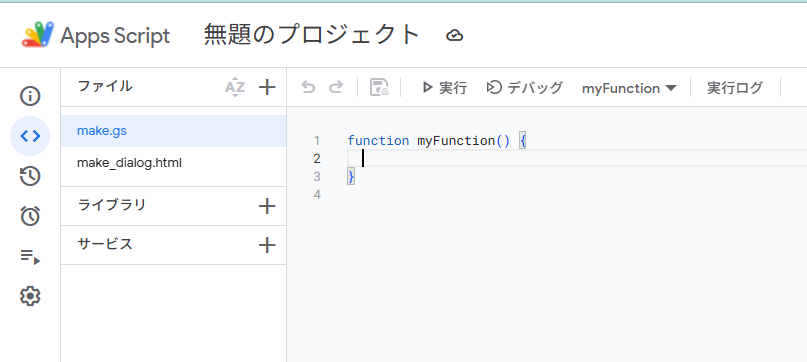 Apps Script 無題のプロジェクト
ファイル AZ
実行 デバッグ myFunction 実行ログ
make.gs
make_dialog.html
ライブラリ
サービス
1 function myFunction() {
2
3 }
4